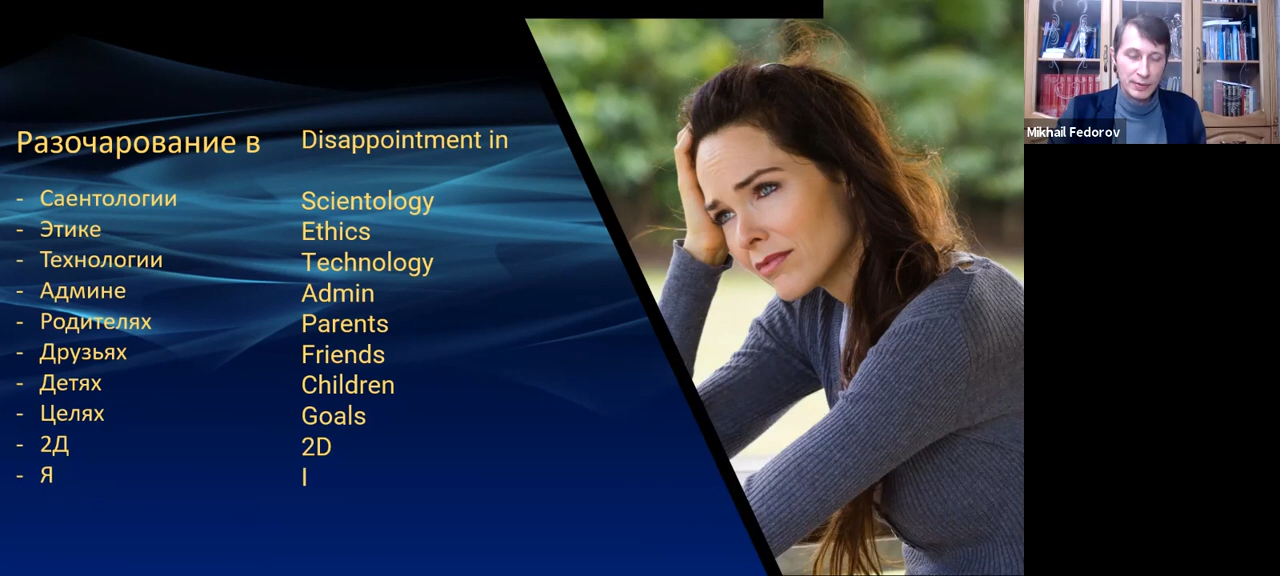 Разочарование в
- Саентологии
- Этике
- Технологии
- Админе
- Родителях
- Друзьях
- Детях
- Целях
- 2Д
- Я
Disappointment in
Scientology
Ethics
Technology
Admin
Parents
Friends
Children
Goals
2D
I
Mikhail Fedorov